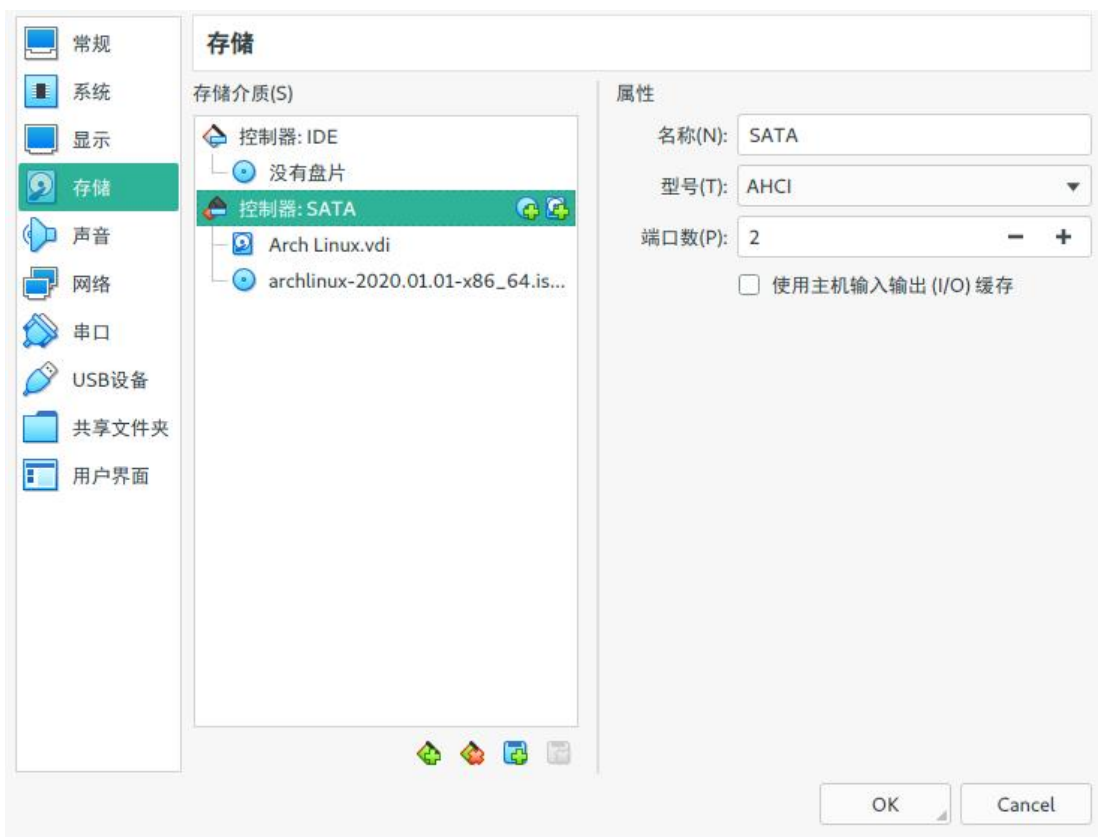 常规
系统
显示
存储
声音
网络
串口
USB设备
共享文件夹
用户界面
存储
存储介质(S)
控制器: IDE
没有盘片
控制器: SATA
Arch Linux.vdi
archlinux-2020.01.01-x86_64.is...
属性
名称(N): SATA
型号(T): AHCI
端口数(P): 2
使用主机输入输出 (I/O) 缓存
OK
Cancel